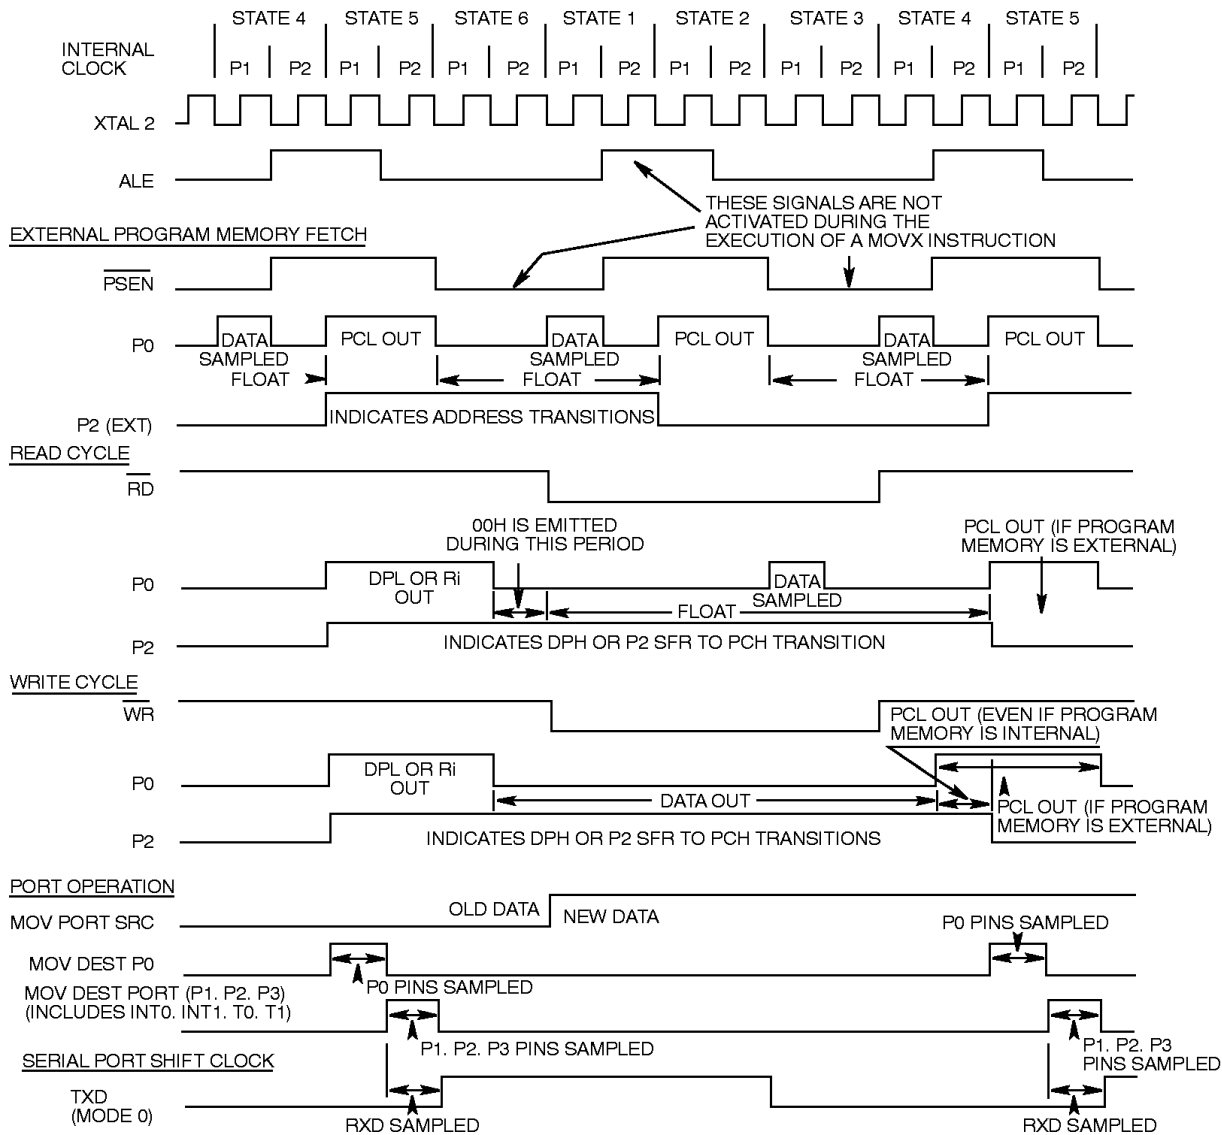 STATE 4 STATE 5 STATE 6 STATE 1 STATE 2 STATE 3 STATE 4 STATE 5
INTERNAL
CLOCK
P1 P2 P1 P2 P1 P2 P1 P2 P1 P2 P1 P2 P1 P2 P1 P2
XTAL 2
ALE
THESE SIGNALS ARE NOT
ACTIVATED DURING THE
EXECUTION OF A MOVX INSTRUCTION
EXTERNAL PROGRAM MEMORY FETCH
PSEN
P0
DATA PCL OUT DATA PCL OUT DATA PCL OUT
SAMPLED SAMPLED SAMPLED
FLOAT FLOAT FLOAT
P2 (EXT)
INDICATES ADDRESS TRANSITIONS
READ CYCLE
RD
00H IS EMITTED
DURING THIS PERIOD
PCL OUT (IF PROGRAM
MEMORY IS EXTERNAL)
P0
DPL OR Ri
OUT
DATA
SAMPLED
FLOAT
P2
INDICATES DPH OR P2 SFR TO PCH TRANSITION
WRITE CYCLE
WR
PCL OUT (EVEN IF PROGRAM
MEMORY IS INTERNAL)
P0
DPL OR Ri
OUT
DATA OUT
PCL OUT (IF PROGRAM
MEMORY IS EXTERNAL)
P2
INDICATES DPH OR P2 SFR TO PCH TRANSITIONS
PORT OPERATION
MOV PORT SRC
OLD DATA NEW DATA
P0 PINS SAMPLED
MOV DEST P0
P0 PINS SAMPLED
MOV DEST PORT (P1. P2. P3)
(INCLUDES INT0. INT1. T0. T1)
P1. P2. P3 PINS SAMPLED
P1. P2. P3
PINS SAMPLED
SERIAL PORT SHIFT CLOCK
TXD
(MODE 0)
RXD SAMPLED RXD SAMPLED